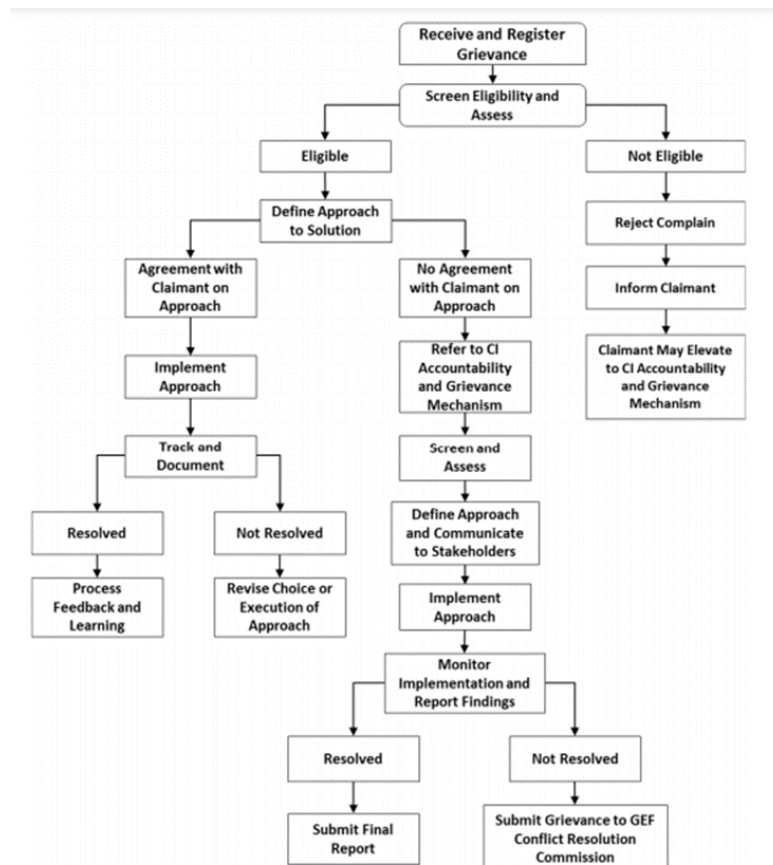 Receive and Register
Grievance
Screen Eligibility and
Assess
Eligible
Not Eligible
Define Approach
to Solution
Reject Complain
Agreement with
Claimant on
Approach
No Agreement
with Claimant on
Approach
Inform Claimant
Implement
Approach
Refer to CI
Accountability
and Grievance
Mechanism
Claimant May Elevate
to CI Accountability
and Grievance
Mechanism
Track and
Document
Screen and
Assess
Resolved
Not Resolved
Define Approach
and Communicate
to Stakeholders
Process
Feedback and
Learning
Revise Choice or
Execution of
Approach
Implement
Approach
Monitor
Implementation and
Report Findings
Resolved
Not Resolved
Submit Final
Report
Submit Grievance to GEF
Conflict Resolution
Commission